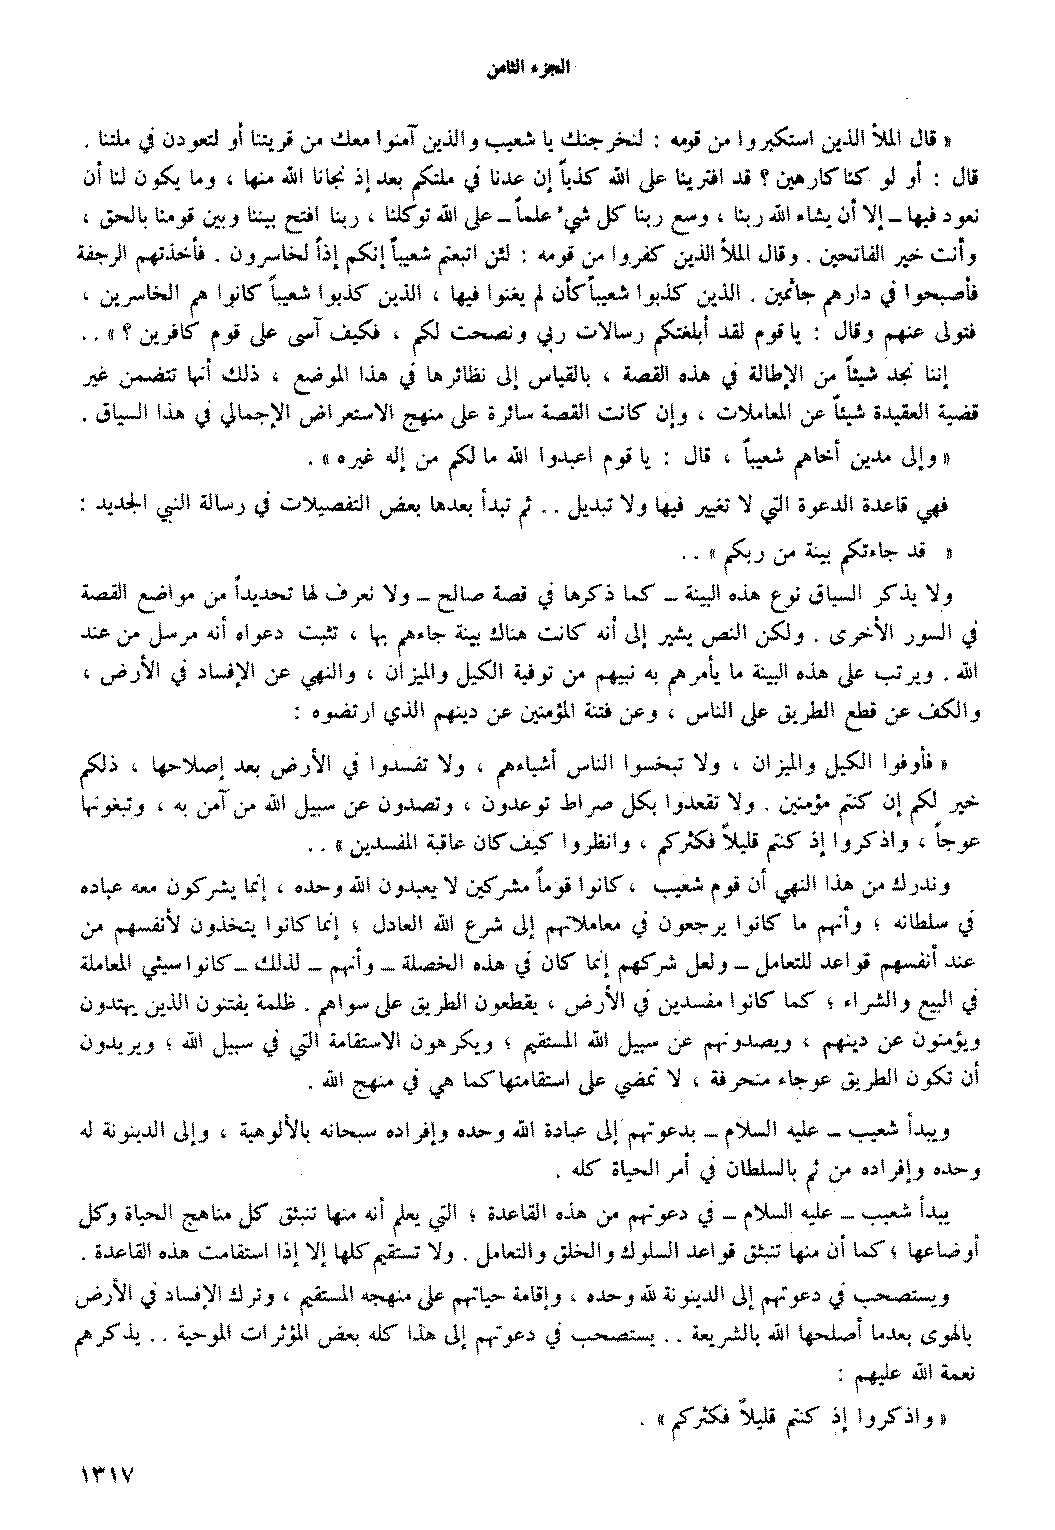 الجزء الثامن
« قال الملأ الذين استكبروا من قومه : لنخرجنك يا شعيب والذين آمنوا معك من قريتنا أو لتعودن في ملتنا .
قال : أو لو كنا كارهين ؟ قد افترينا على الله كذباً إن عدنا في ملتكم بعد إذ نجانا الله منها ، وما يكون لنا أن
نعود فيها – إلا أن يشاء الله ربنا ، وسع ربنا كل شيء علماً – على الله توكلنا ، ربنا افتح بيننا وبين قومنا بالحق ،
وأنت خير الفاتحين . وقال الملأ الذين كفروا من قومه : لئن اتبعتم شعيباً إنكم إذاً لخاسرون . فأخذتهم الرجفة
فأصبحوا في دارهم جاثمين . الذين كذبوا شعيباً كأن لم يغنوا فيها ، الذين كذبوا شعيباً كانوا هم الخاسرين ،
فتولى عنهم وقال : يا قوم لقد أبلغتكم رسالات ربي ونصحت لكم ، فكيف آسى على قوم كافرين ؟ » . .
إننا نجد شيئاً من الإطالة في هذه القصة ، بالقياس إلى نظائرها في هذا الموضع ، ذلك أنها تتضمن غير
قضية العقيدة شيئاً عن المعاملات ، وإن كانت القصة سائرة على منهج الاستعراض الإجمالي في هذا السياق .
« وإلى مدين أخاهم شعيباً ، قال : يا قوم اعبدوا الله ما لكم من إله غيره » .
فهي قاعدة الدعوة التي لا تغيير فيها ولا تبديل . . ثم تبدأ بعدها بعض التفصيلات في رسالة النبي الجديد :
« قد جاءتكم بينة من ربكم » . .
ولا يذكر السياق نوع هذه البينة – كما ذكرها في قصة صالح – ولا نعرف لها تحديداً من مواضع القصة
في السور الأخرى . ولكن النص يشير إلى أنه كانت هناك بينة جاءهم بها ، تثبت دعواه أنه مرسل من عند
الله . ويرتب على هذه البينة ما يأمرهم به نبيهم من توفية الكيل والميزان ، والنهي عن الإفساد في الأرض ،
والكف عن قطع الطريق على الناس ، وعن فتنة المؤمنين عن دينهم الذي ارتضوه :
« فأوفوا الكيل والميزان ، ولا تبخسوا الناس أشياءهم ، ولا تفسدوا في الأرض بعد إصلاحها ، ذلكم
خير لكم إن كنتم مؤمنين . ولا تقعدوا بكل صراط توعدون ، وتصدون عن سبيل الله من آمن به ، وتبغونها
عوجاً ، واذكروا إذ كنتم قليلاً فكثركم ، وانظروا كيف كان عاقبة المفسدين » . .
وندرك من هذا النهي أن قوم شعيب ، كانوا قوماً مشركين لا يعبدون الله وحده ، إنما يشركون معه عباده
في سلطانه ؛ وأنهم ما كانوا يرجعون في معاملاتهم إلى شرع الله العادل ؛ إنما كانوا يتخذون لأنفسهم من
عند أنفسهم قواعد للتعامل – ولعل شركهم إنما كان في هذه الخصلة – وأنهم – لذلك – كانوا سيئي المعاملة
في البيع والشراء ؛ كما كانوا مفسدين في الأرض ، يقطعون الطريق على سواهم . ظلمة يفتنون الذين يهتدون
ويؤمنون عن دينهم ، ويصدونهم عن سبيل الله المستقيم ؛ ويكرهون الاستقامة التي في سبيل الله ؛ ويريدون
أن تكون الطريق عوجاء منحرفة ، لا تمضي على استقامتها كما هي في منهج الله .
ويبدأ شعيب – عليه السلام – بدعوتهم إلى عبادة الله وحده وإفراده سبحانه بالألوهية ، وإلى الدينونة له
وحده وإفراده من ثم بالسلطان في أمر الحياة كله .
يبدأ شعيب – عليه السلام – في دعوتهم من هذه القاعدة ؛ التي يعلم أنه منها تنبثق كل مناهج الحياة وكل
أوضاعها ؛ كما أن منها تنبثق قواعد السلوك والخلق والتعامل . ولا تستقيم كلها إلا إذا استقامت هذه القاعدة .
ويستصحب في دعوتهم إلى الدينونة لله وحده ، وإقامة حياتهم على منهجه المستقيم ، وترك الإفساد في الأرض
بالهوى بعدما أصلحها الله بالشريعة . . يستصحب في دعوتهم إلى هذا كله بعض المؤثرات الموحية . . يذكرهم
نعمة الله عليهم :
« واذكروا إذ كنتم قليلاً فكثركم » .
١٣١٧